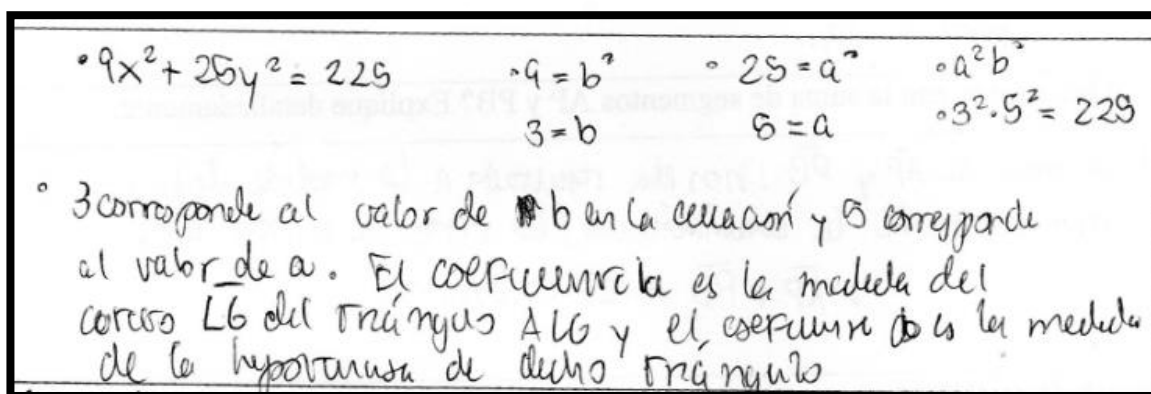 9x² + 25y² = 225   9 = b²   25 = a²   a²b²
3 = b   5 = a   3²·5² = 225
3 corresponde al valor de b en la ecuación y 5 corresponde
al valor de a. El coeficiente b es la medida del
cateto LG del triángulo ALG y el coeficiente a es la medida
de la hypotenusa de dicho triángulo